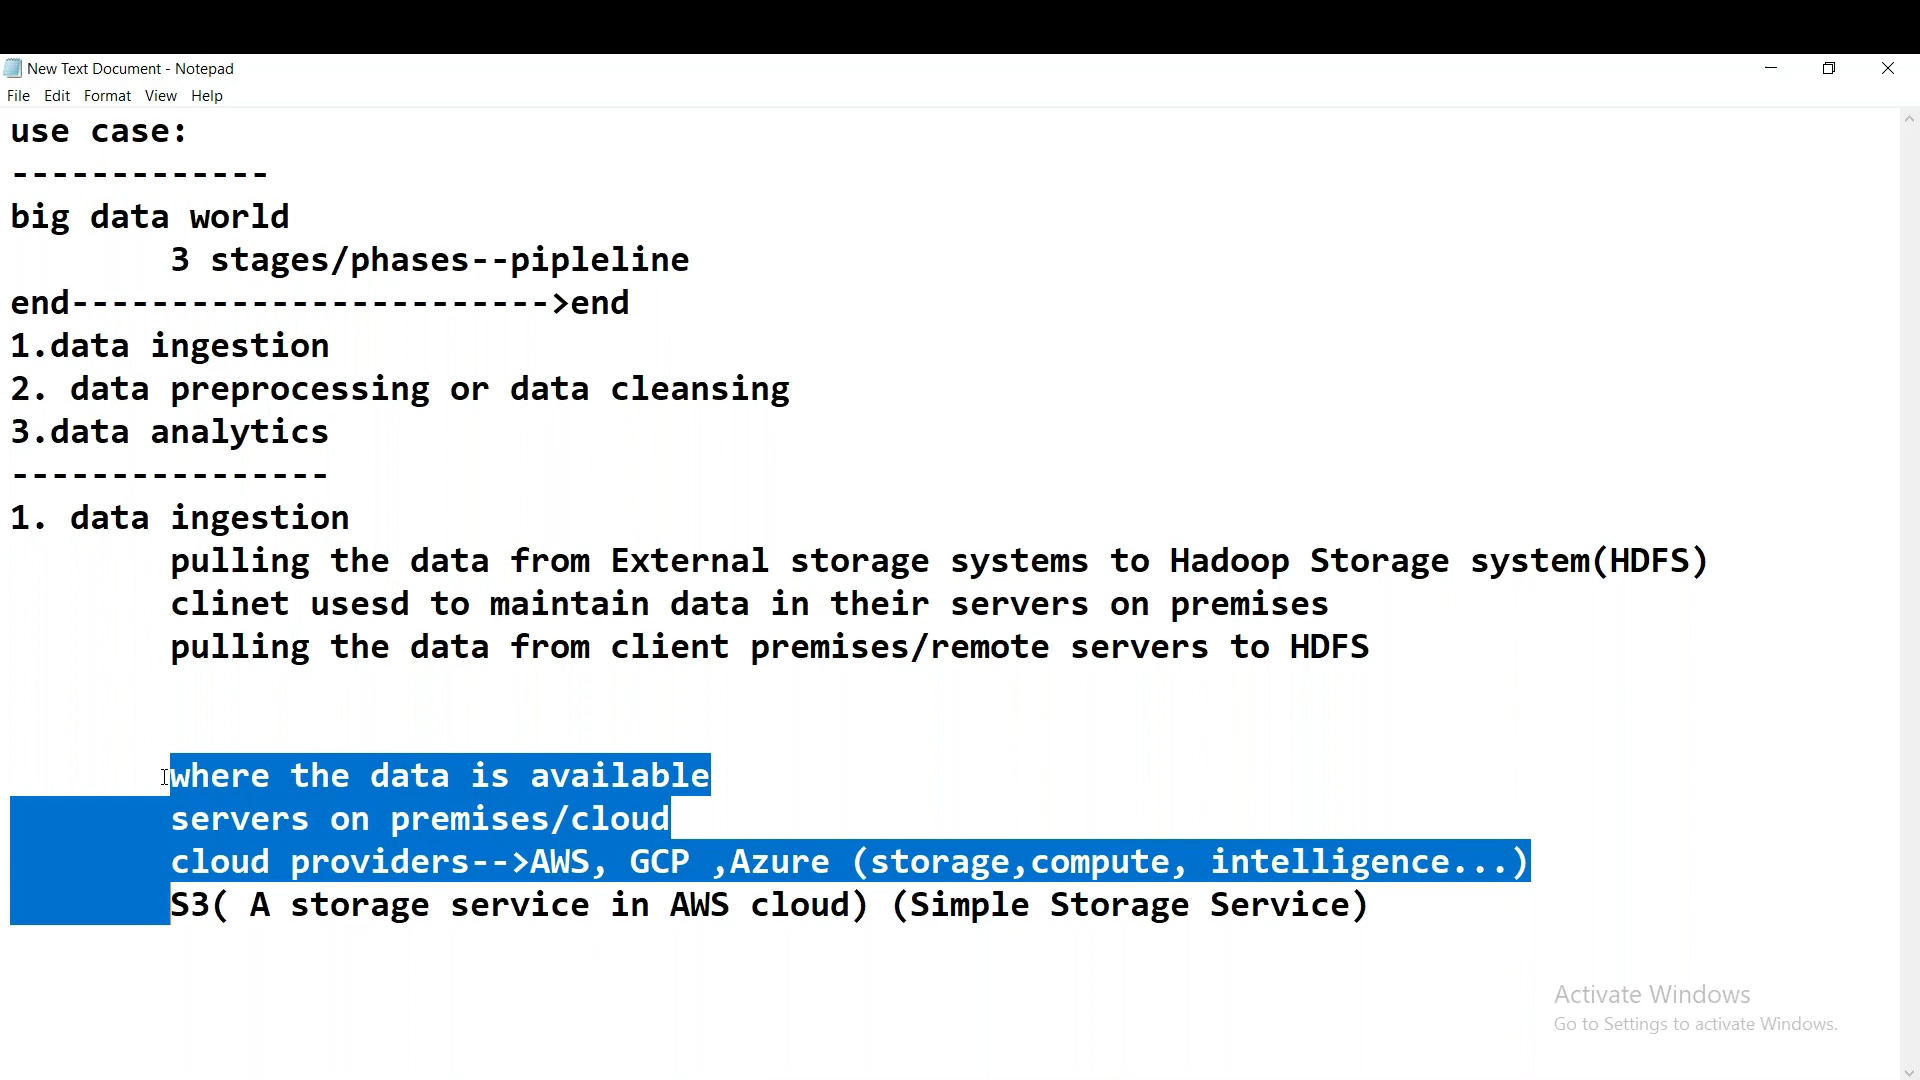 New Text Document - Notepad
File Edit Format View Help
use case:
-------------
big data world
3 stages/phases--pipleline
end------------------------>end
1.data ingestion
2. data preprocessing or data cleansing
3.data analytics
----------------
1. data ingestion
pulling the data from External storage systems to Hadoop Storage system(HDFS)
clinet usesd to maintain data in their servers on premises
pulling the data from client premises/remote servers to HDFS
where the data is available
servers on premises/cloud
cloud providers-->AWS, GCP ,Azure (storage,compute, intelligence...)
S3( A storage service in AWS cloud) (Simple Storage Service)
Activate Windows
Go to Settings to activate Windows.